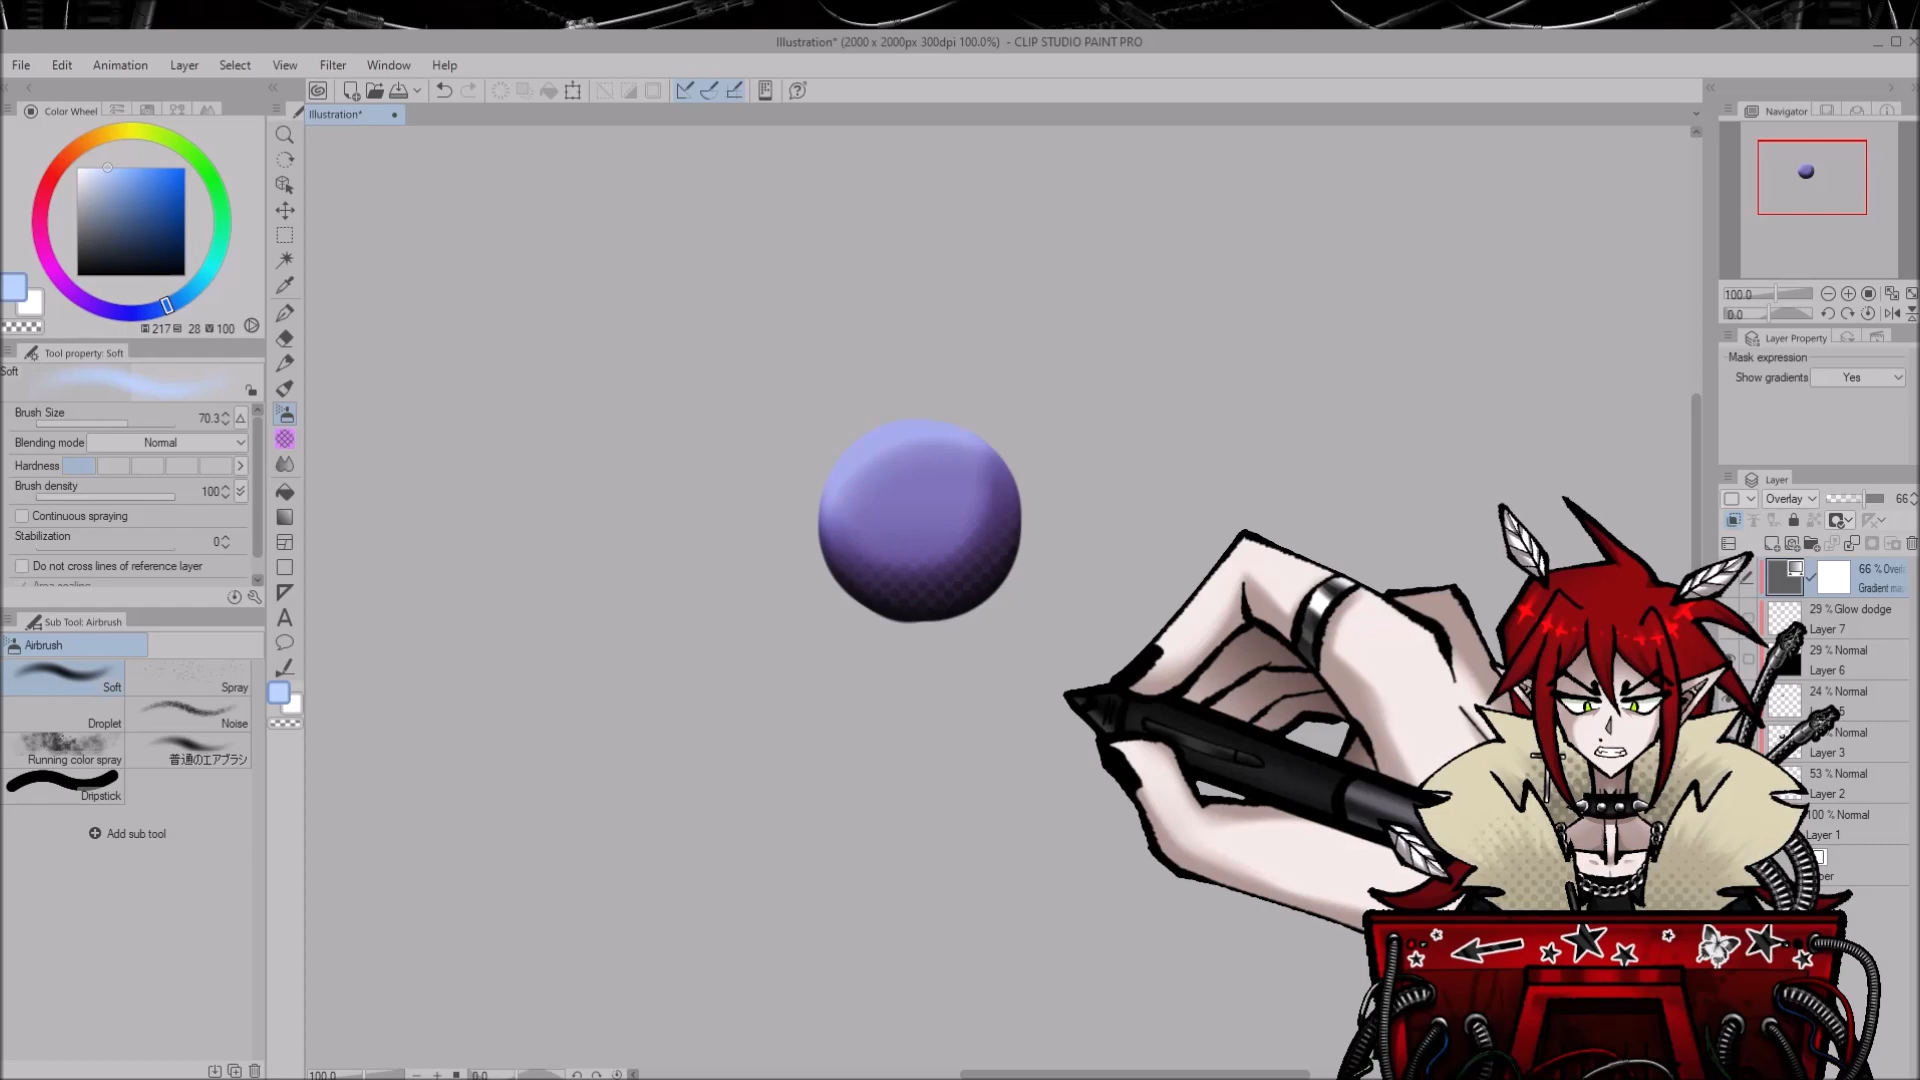 Illustration* (2000 x 2000px 300dpi 100.0%) - CLIP STUDIO PAINT PRO
File Edit Animation Layer Select View Filter Window Help
Color Wheel
Illustration*
Navigator
217 28 100
100.0
0.0
Tool property: Soft
Soft
Layer Property
Mask expression
Show gradients Yes
Brush Size 70.3
Blending mode Normal
Hardness
Brush density 100
Continuous spraying
Stabilization 0
Do not cross lines of reference layer
Area scaling
Layer
Overlay 66
66 %
29 % Glow dodge
Layer 7
29 % Normal
Layer 6
24 % Normal
5
Normal
Layer 3
53 % Normal
Layer 2
100 % Normal
Layer 1
Sub Tool: Airbrush
Airbrush
Soft
Spray
Droplet
Noise
Running color spray
普通のエアブラシ
Dripstick
Add sub tool
A
100.0
0.0